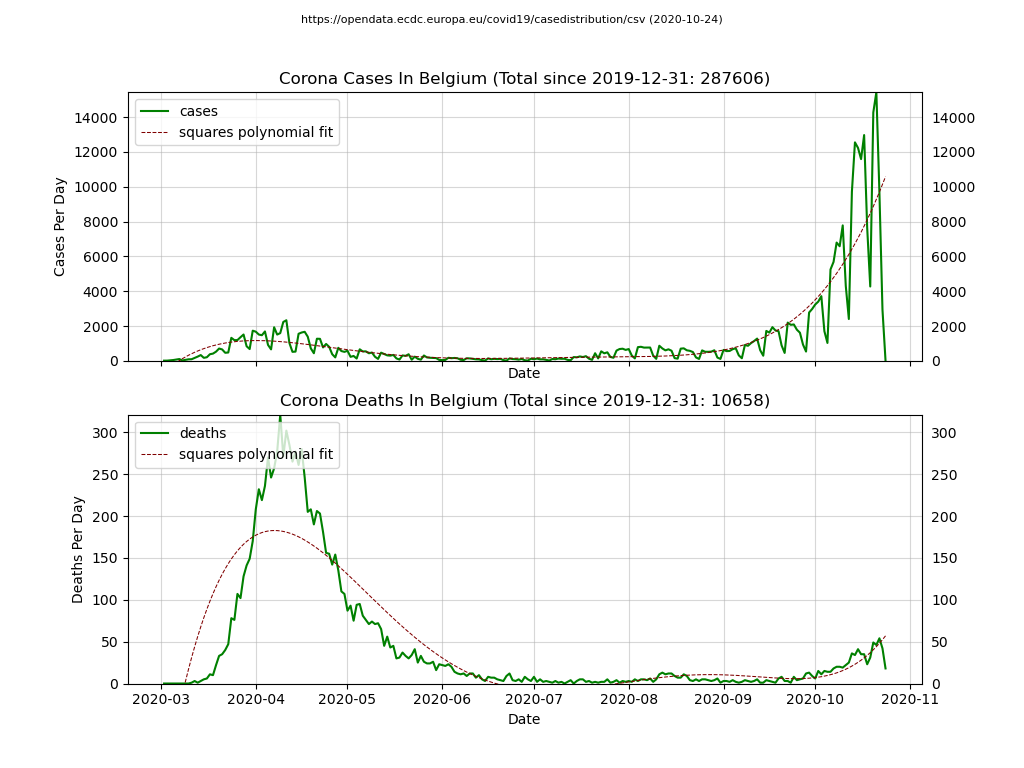 https://opendata.ecdc.europa.eu/covid19/casedistribution/csv (2020-10-24)
Corona Cases In Belgium (Total since 2019-12-31: 287606)
cases
squares polynomial fit
Cases Per Day
14000
12000
10000
8000
6000
4000
2000
0
14000
12000
10000
8000
6000
4000
2000
0
Date
Corona Deaths In Belgium (Total since 2019-12-31: 10658)
deaths
squares polynomial fit
Deaths Per Day
300
250
200
150
100
50
0
300
250
200
150
100
50
0
2020-03 2020-04 2020-05 2020-06 2020-07 2020-08 2020-09 2020-10 2020-11
Date